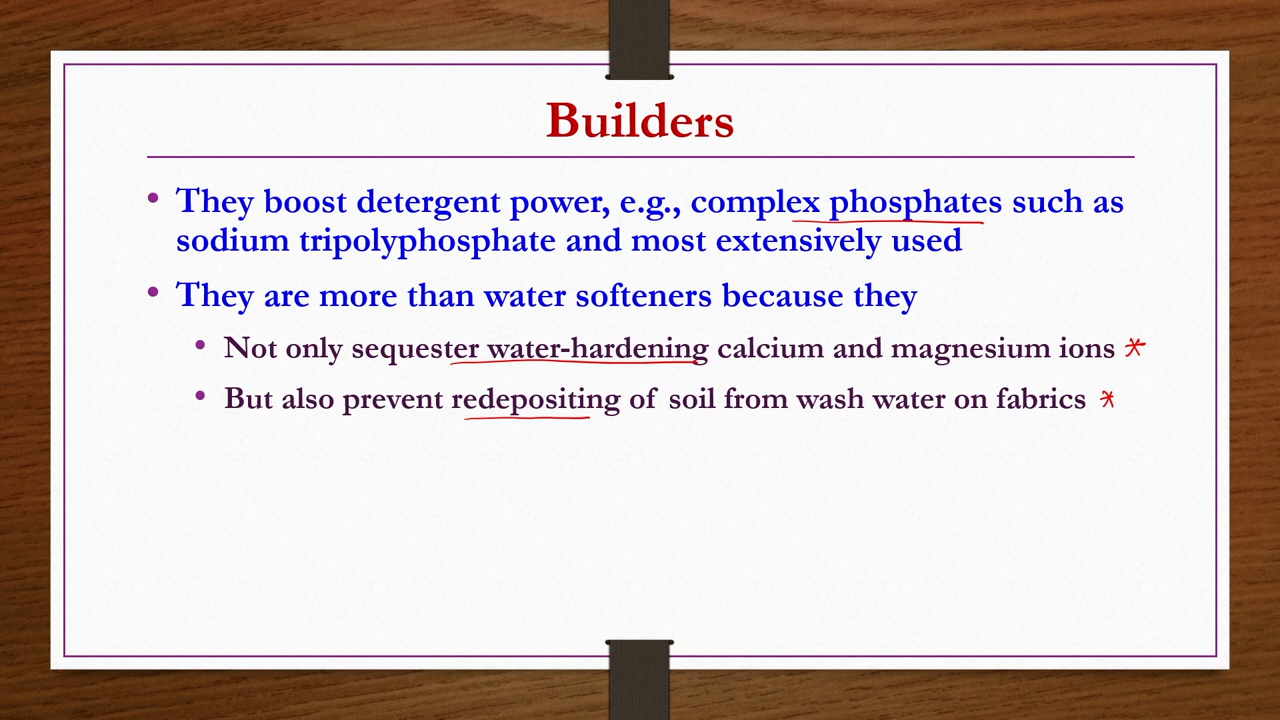 Builders
• They boost detergent power, e.g., complex phosphates such as
sodium tripolyphosphate and most extensively used
• They are more than water softeners because they
• Not only sequester water-hardening calcium and magnesium ions *
• But also prevent redepositing of soil from wash water on fabrics *